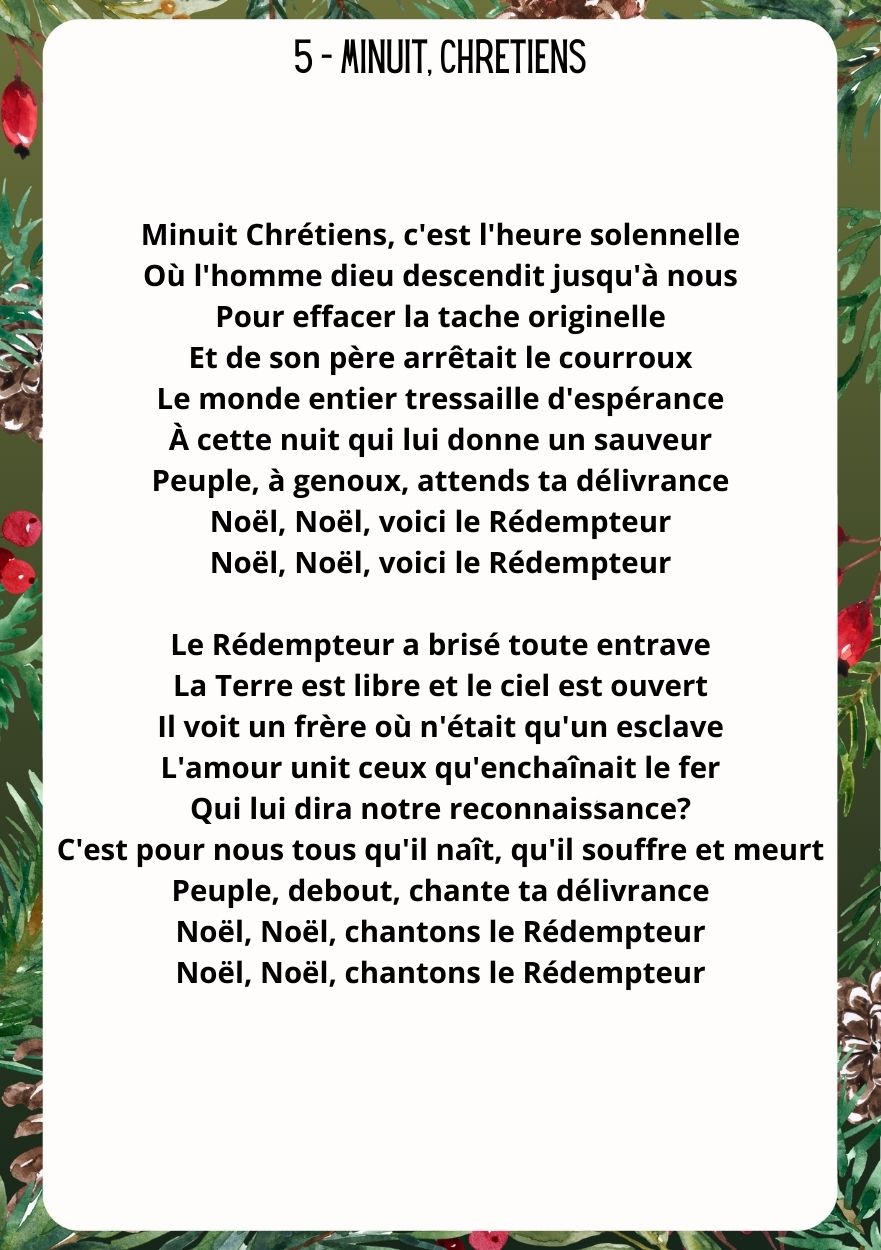 5 - MINUIT, CHRETIENS
Minuit Chrétiens, c'est l'heure solennelle
Où l'homme dieu descendit jusqu'à nous
Pour effacer la tache originelle
Et de son père arrêtait le courroux
Le monde entier tressaille d'espérance
À cette nuit qui lui donne un sauveur
Peuple, à genoux, attends ta délivrance
Noël, Noël, voici le Rédempteur
Noël, Noël, voici le Rédempteur
Le Rédempteur a brisé toute entrave
La Terre est libre et le ciel est ouvert
Il voit un frère où n'était qu'un esclave
L'amour unit ceux qu'enchaînait le fer
Qui lui dira notre reconnaissance?
C'est pour nous tous qu'il naît, qu'il souffre et meurt
Peuple, debout, chante ta délivrance
Noël, Noël, chantons le Rédempteur
Noël, Noël, chantons le Rédempteur